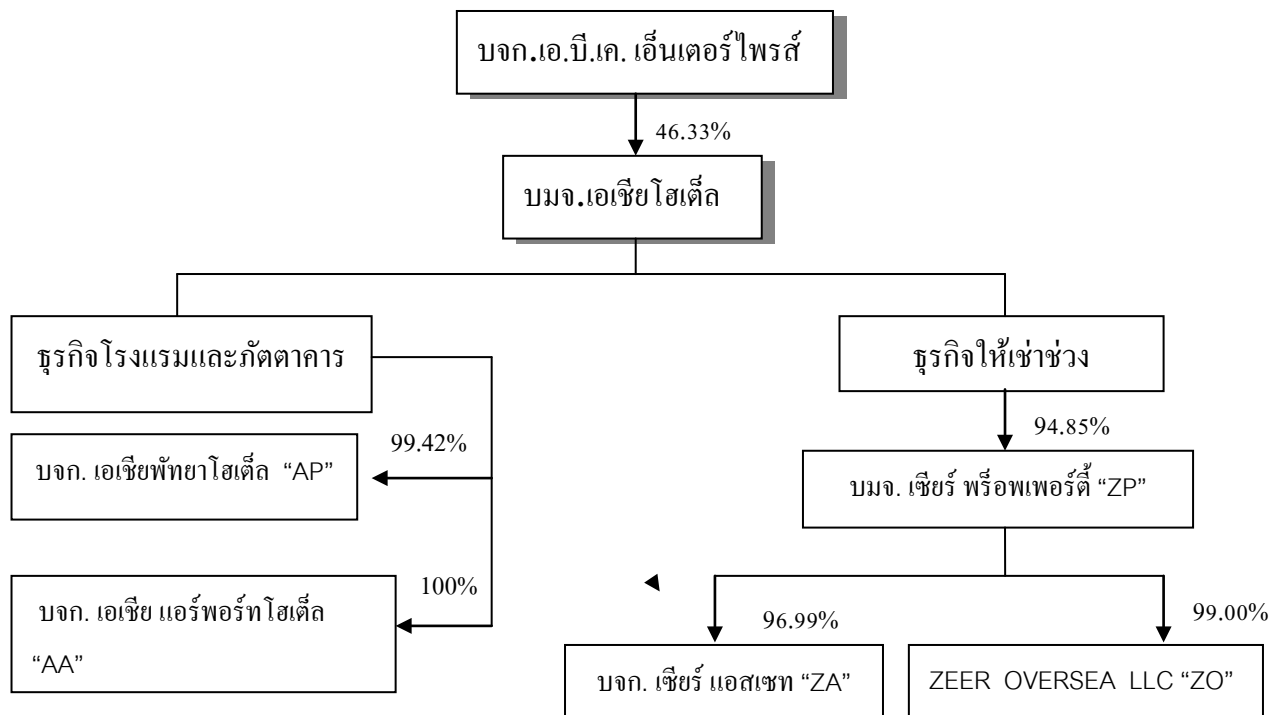 บจก.เอ.บี.เค. เอ็นเตอร์ไพรส์
46.33%
บมจ.เอเชียโฮเต็ล
ธุรกิจโรงแรมและภัตตาคาร
ธุรกิจให้เช่าช่วง
99.42%
94.85%
บจก. เอเชียพัทยาโฮเต็ล “AP”
บมจ. เซียร์ พร็อพเพอร์ตี้ “ZP”
100%
บจก. เอเชีย แอร์พอร์ทโฮเต็ล
“AA”
96.99%
99.00%
บจก. เซียร์ แอสเซท “ZA”
ZEER OVERSEA LLC “ZO”